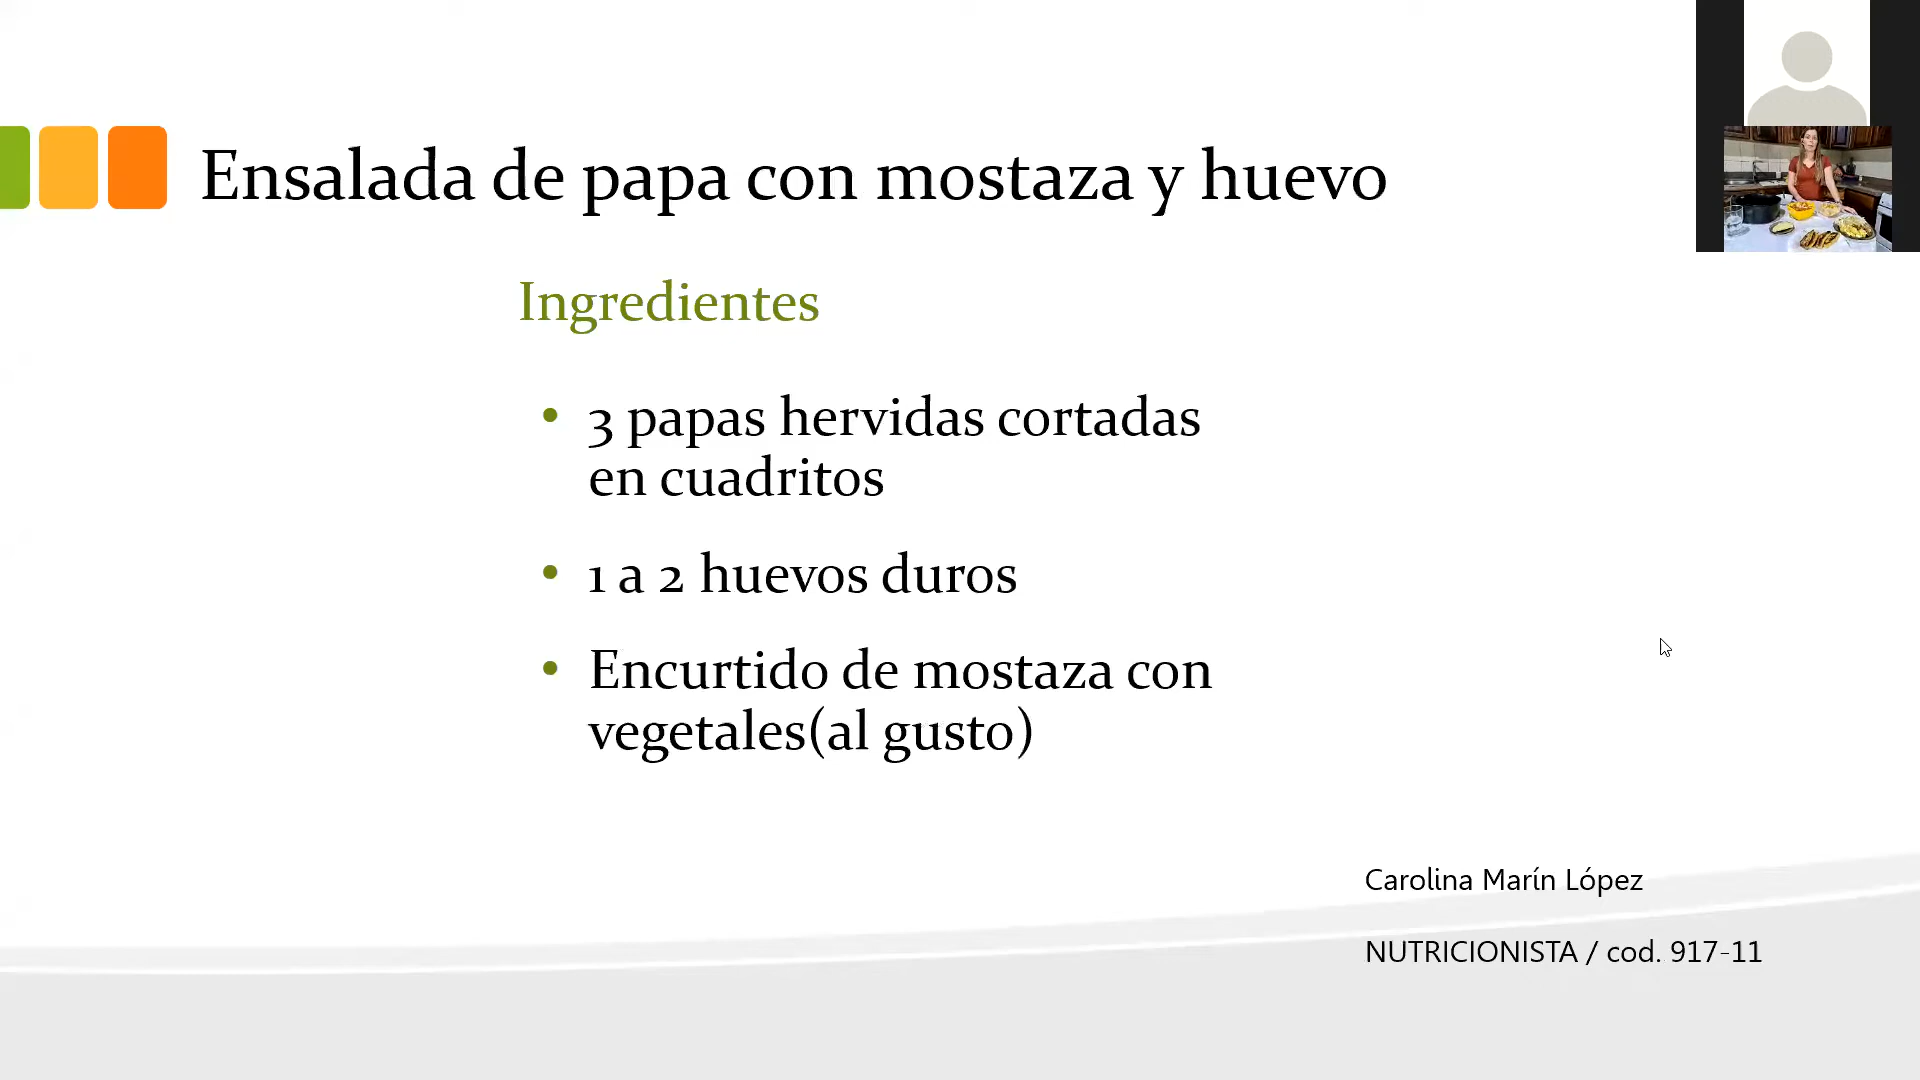 Ensalada de papa con mostaza y huevo
Ingredientes
• 3 papas hervidas cortadas
en cuadritos
• 1 a 2 huevos duros
• Encurtido de mostaza con
vegetales(al gusto)
Carolina Marín López
NUTRICIONISTA / cod. 917-11